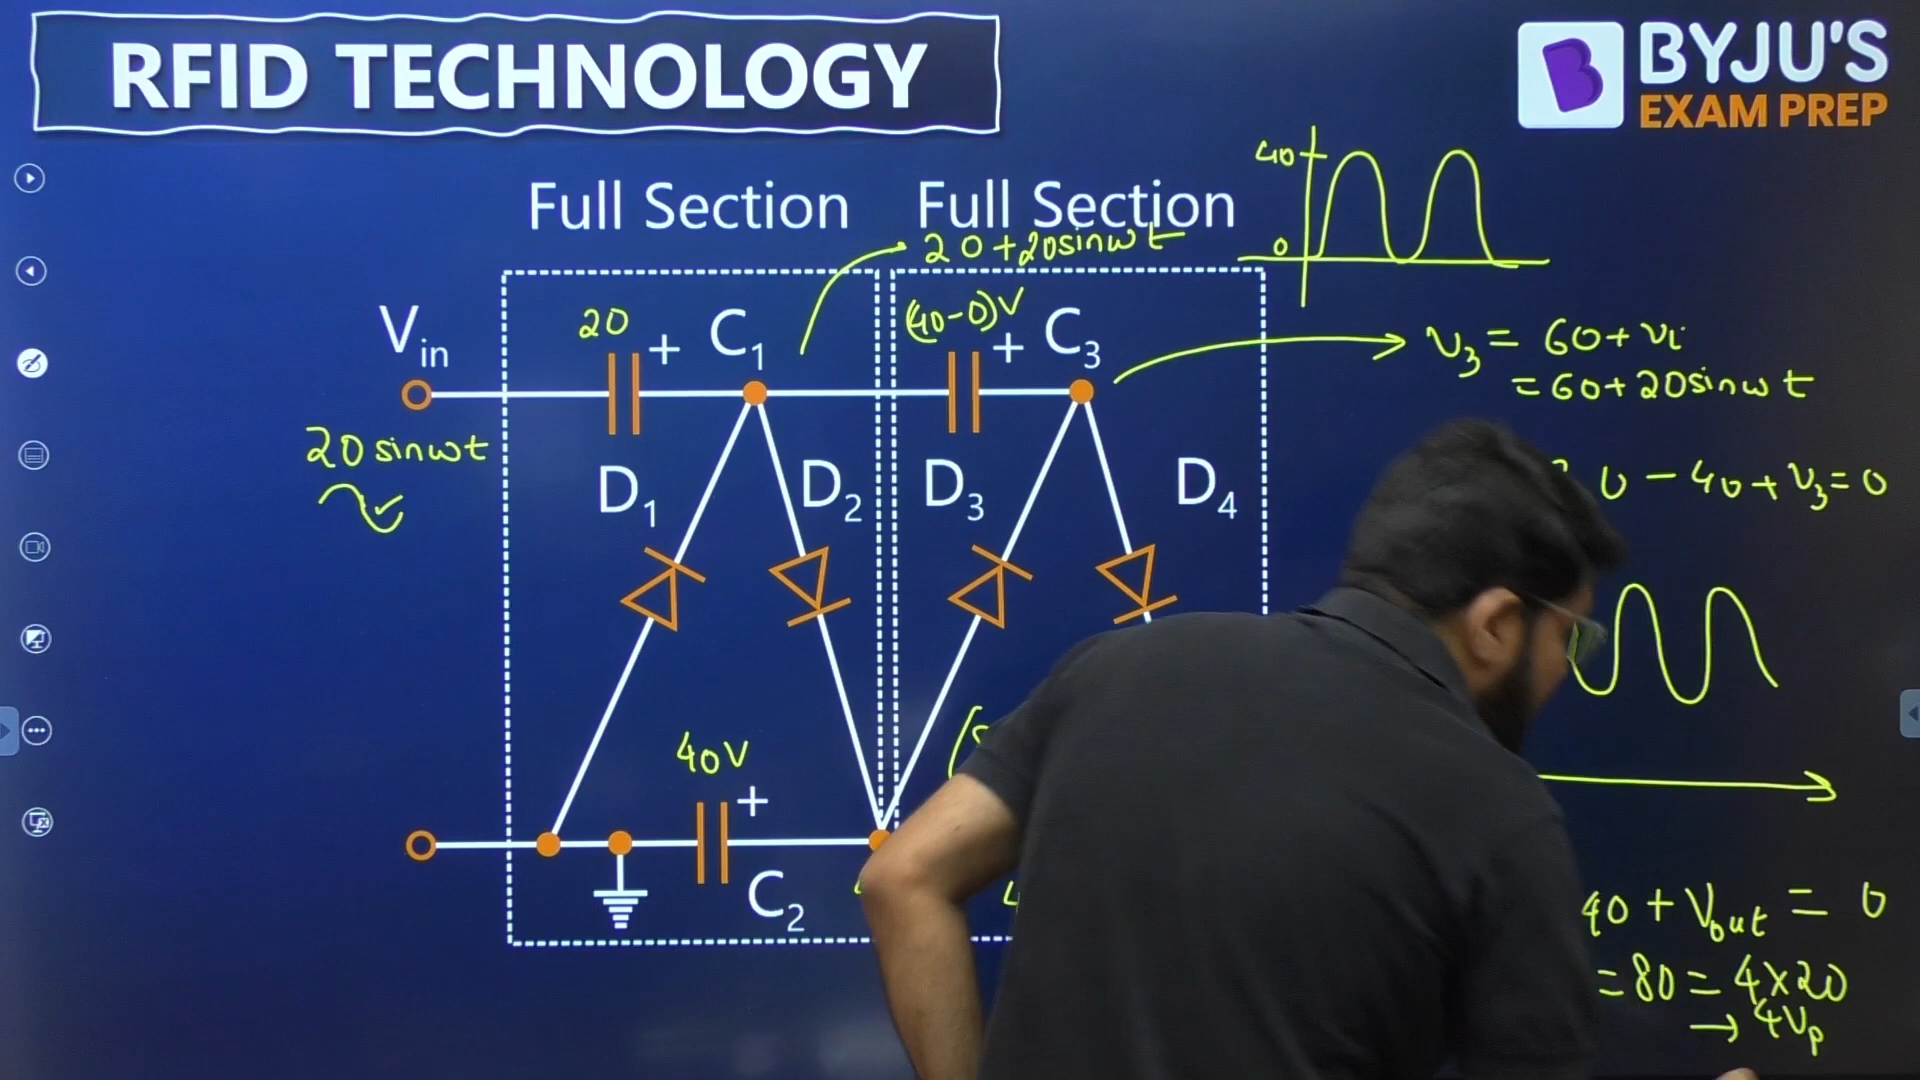 RFID TECHNOLOGY
BYJU'S
EXAM PREP
Full Section
Full Section
40
0
20+20sinωt
Vin
20
+
C1
(40-0)V
+
C3
v3 = 60+vi
= 60+20sinωt
20sinωt
D1
D2
D3
D4
0 - 40 + v3 = 0
40V
+
C2
40 + Vout = 0
= 80 = 4×20
→ 4Vp